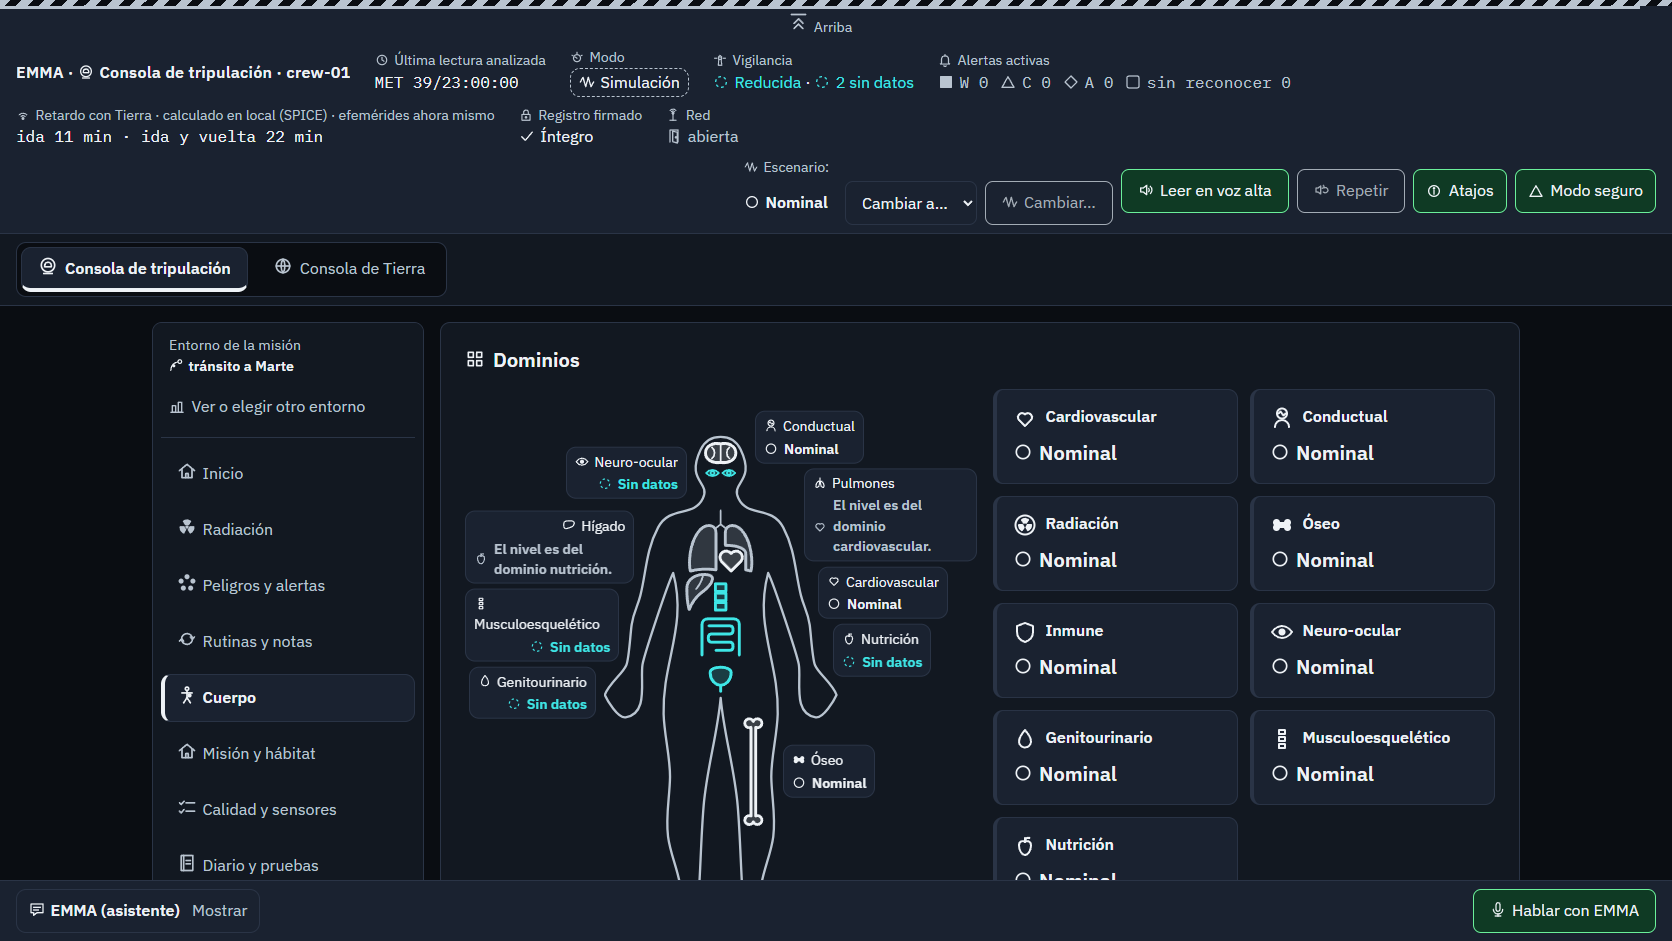 Arriba
EMMA · Consola de tripulación · crew-01
Última lectura analizada
MET 39/23:00:00
Modo
Simulación
Vigilancia
Reducida · 2 sin datos
Alertas activas
W 0 C 0 A 0 sin reconocer 0
Retardo con Tierra · calculado en local (SPICE) · efemérides ahora mismo
ida 11 min · ida y vuelta 22 min
Registro firmado
Íntegro
Red
abierta
Escenario:
Nominal
Cambiar a...
Cambiar...
Leer en voz alta
Repetir
Atajos
Modo seguro
Consola de tripulación
Consola de Tierra
Entorno de la misión
tránsito a Marte
Ver o elegir otro entorno
Inicio
Radiación
Peligros y alertas
Rutinas y notas
Cuerpo
Misión y hábitat
Calidad y sensores
Diario y pruebas
Dominios
Conductual
Nominal
Neuro-ocular
Sin datos
Pulmones
El nivel es del
dominio
cardiovascular.
Hígado
El nivel es del
dominio nutrición.
Cardiovascular
Nominal
Musculoesquelético
Sin datos
Nutrición
Sin datos
Genitourinario
Sin datos
Óseo
Nominal
Cardiovascular
Nominal
Conductual
Nominal
Radiación
Nominal
Óseo
Nominal
Inmune
Nominal
Neuro-ocular
Nominal
Genitourinario
Nominal
Musculoesquelético
Nominal
Nutrición
Nominal
EMMA (asistente) Mostrar
Hablar con EMMA